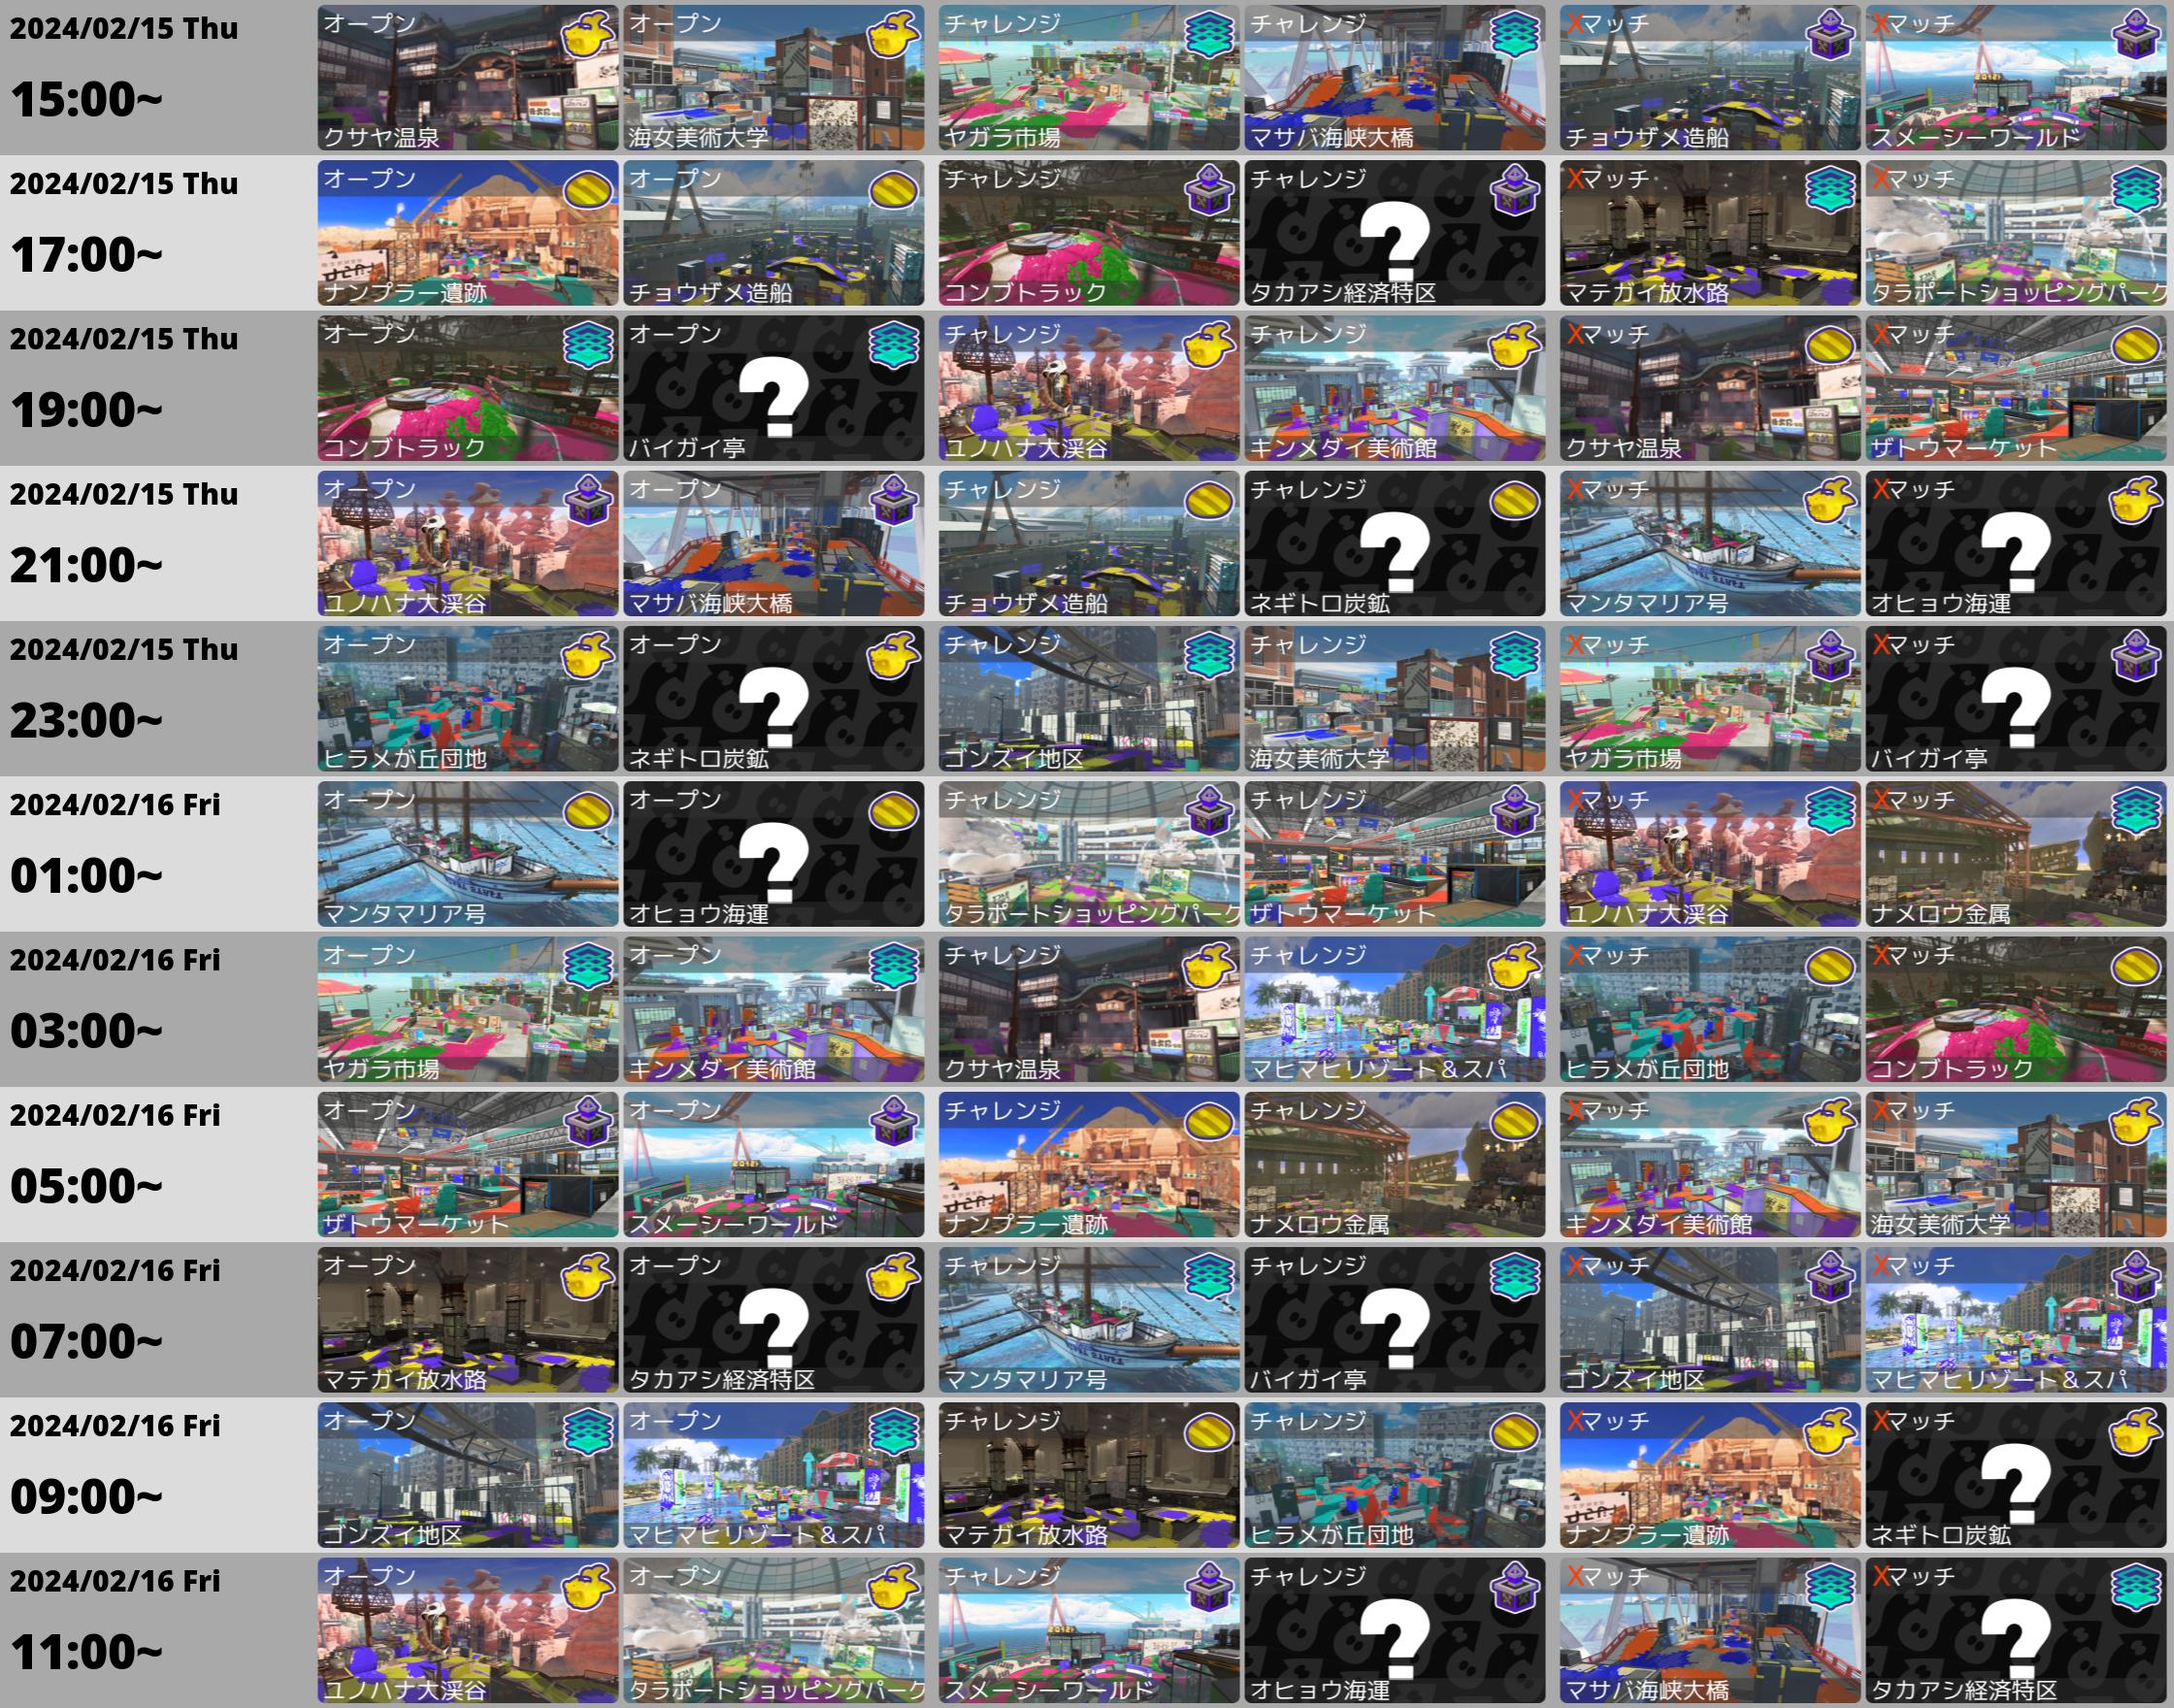 2024/02/15 Thu
15:00~
オープン
クサヤ温泉
オープン
海女美術大学
チャレンジ
ヤガラ市場
チャレンジ
マサバ海峡大橋
Xマッチ
チョウザメ造船
Xマッチ
スメーシーワールド
2024/02/15 Thu
17:00~
オープン
ナンプラー遺跡
オープン
チョウザメ造船
チャレンジ
コンブトラック
チャレンジ
?
タカアシ経済特区
Xマッチ
マテガイ放水路
Xマッチ
タラポートショッピングパーク
2024/02/15 Thu
19:00~
オープン
コンブトラック
オープン
?
バイガイ亭
チャレンジ
ユノハナ大渓谷
チャレンジ
キンメダイ美術館
Xマッチ
クサヤ温泉
Xマッチ
ザトウマーケット
2024/02/15 Thu
21:00~
オープン
ユノハナ大渓谷
オープン
マサバ海峡大橋
チャレンジ
チョウザメ造船
チャレンジ
?
ネギトロ炭鉱
Xマッチ
マンタマリア号
Xマッチ
?
オヒョウ海運
2024/02/15 Thu
23:00~
オープン
ヒラメが丘団地
オープン
?
ネギトロ炭鉱
チャレンジ
ゴンズイ地区
チャレンジ
海女美術大学
Xマッチ
ヤガラ市場
Xマッチ
?
バイガイ亭
2024/02/16 Fri
01:00~
オープン
マンタマリア号
オープン
?
オヒョウ海運
チャレンジ
タラポートショッピングパーク
チャレンジ
ザトウマーケット
Xマッチ
ユノハナ大渓谷
Xマッチ
ナメロウ金属
2024/02/16 Fri
03:00~
オープン
ヤガラ市場
オープン
キンメダイ美術館
チャレンジ
クサヤ温泉
チャレンジ
マヒマヒリゾート＆スパ
Xマッチ
ヒラメが丘団地
Xマッチ
コンブトラック
2024/02/16 Fri
05:00~
オープン
ザトウマーケット
オープン
スメーシーワールド
チャレンジ
ナンプラー遺跡
チャレンジ
ナメロウ金属
Xマッチ
キンメダイ美術館
Xマッチ
海女美術大学
2024/02/16 Fri
07:00~
オープン
マテガイ放水路
オープン
?
タカアシ経済特区
チャレンジ
マンタマリア号
チャレンジ
?
バイガイ亭
Xマッチ
ゴンズイ地区
Xマッチ
マヒマヒリゾート＆スパ
2024/02/16 Fri
09:00~
オープン
ゴンズイ地区
オープン
マヒマヒリゾート＆スパ
チャレンジ
マテガイ放水路
チャレンジ
ヒラメが丘団地
Xマッチ
ナンプラー遺跡
Xマッチ
?
ネギトロ炭鉱
2024/02/16 Fri
11:00~
オープン
ユノハナ大渓谷
オープン
タラポートショッピングパーク
チャレンジ
スメーシーワールド
チャレンジ
?
オヒョウ海運
Xマッチ
マサバ海峡大橋
Xマッチ
?
タカアシ経済特区